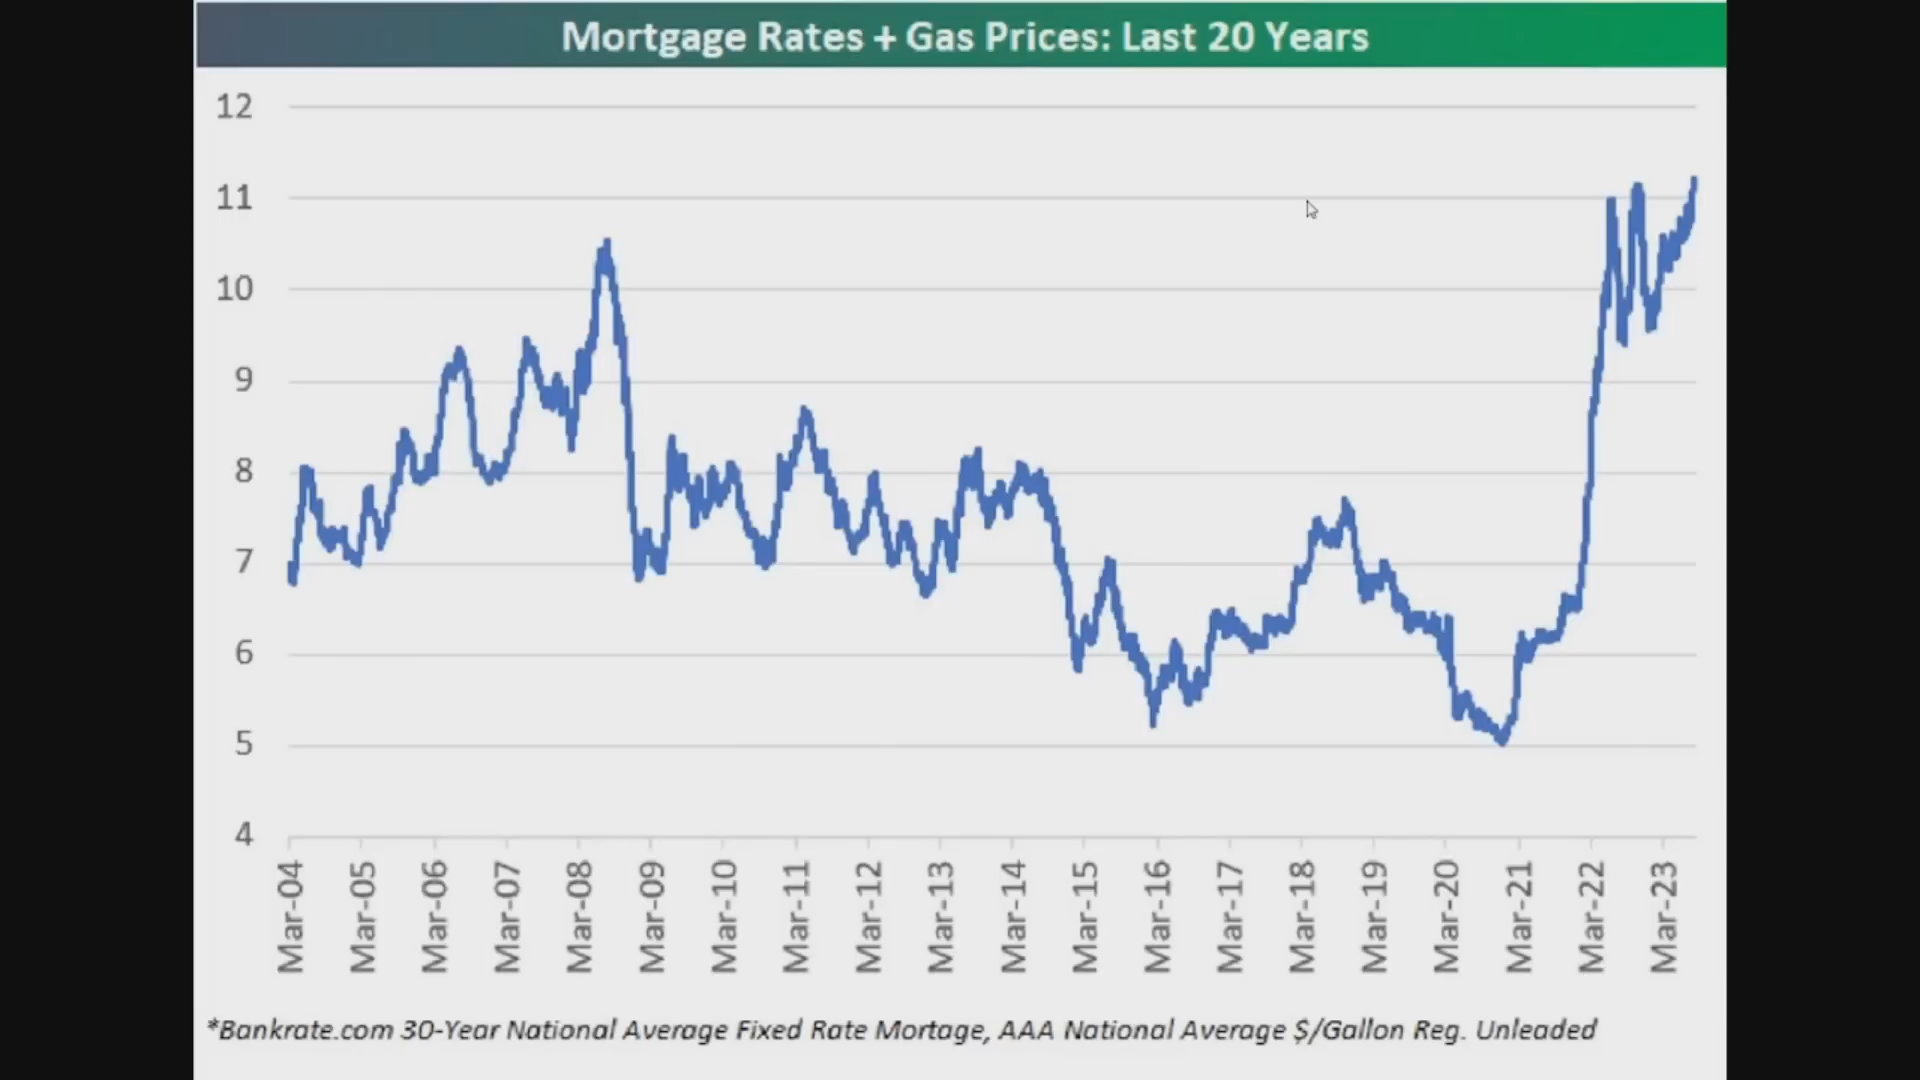 Mortgage Rates + Gas Prices: Last 20 Years
12
11
10
9
8
7
6
5
4
Mar-04
Mar-05
Mar-06
Mar-07
Mar-08
Mar-09
Mar-10
Mar-11
Mar-12
Mar-13
Mar-14
Mar-15
Mar-16
Mar-17
Mar-18
Mar-19
Mar-20
Mar-21
Mar-22
Mar-23
*Bankrate.com 30-Year National Average Fixed Rate Mortage, AAA National Average $/Gallon Reg. Unleaded